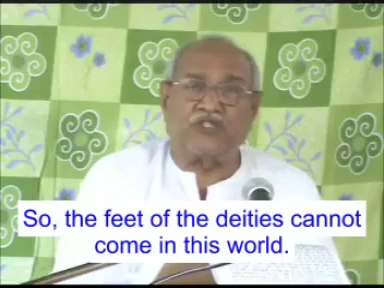 So, the feet of the deities cannot
come in this world.